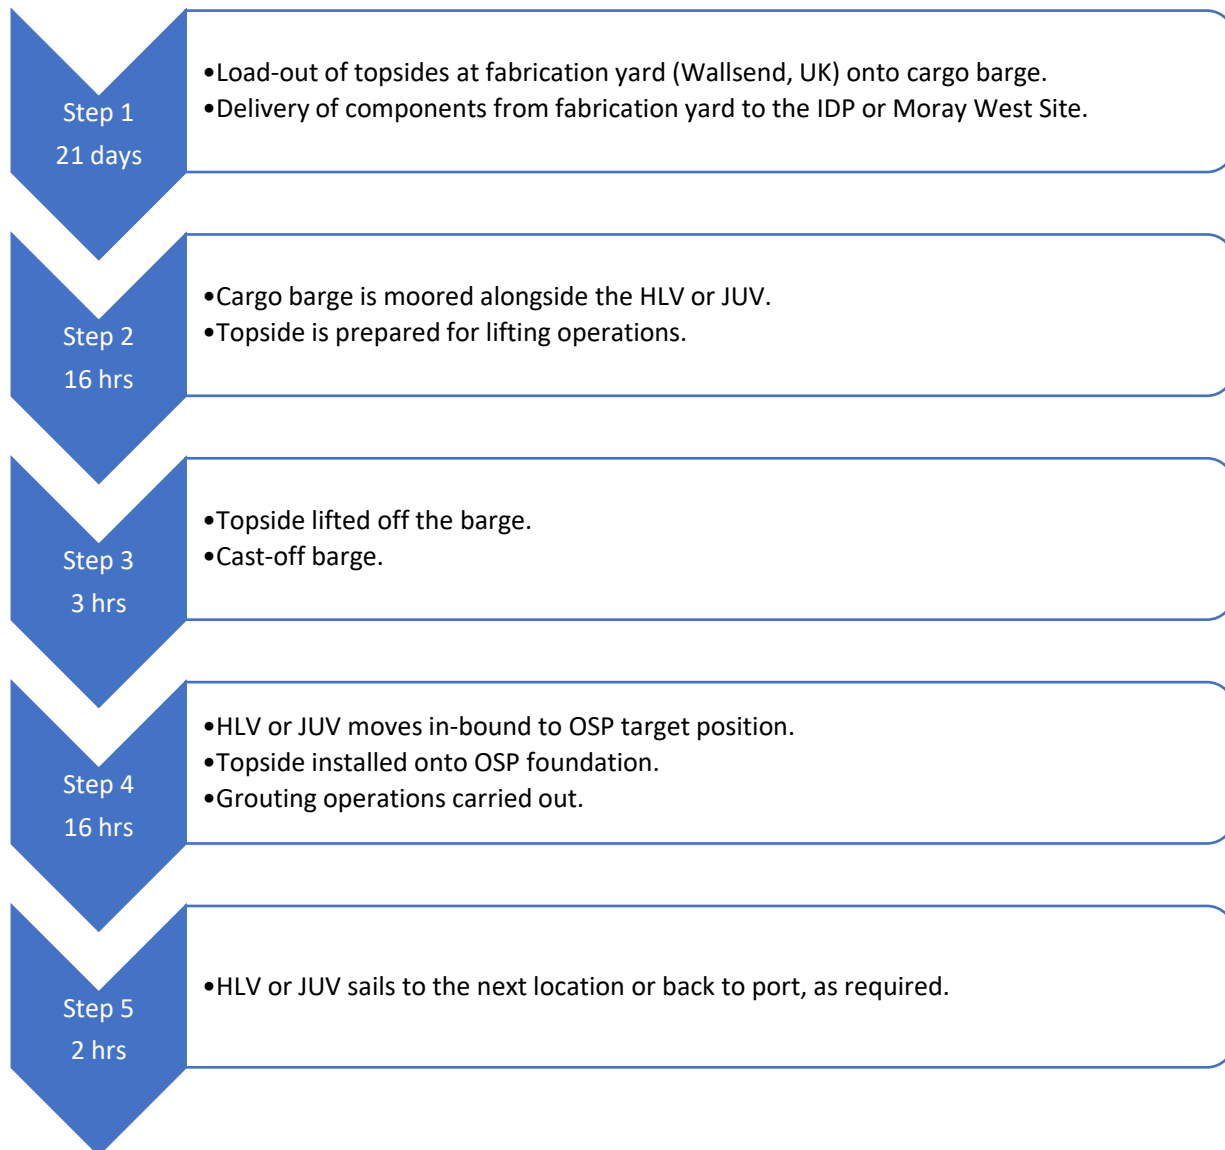 Step 1
21 days
•Load-out of topsides at fabrication yard (Wallsend, UK) onto cargo barge.
•Delivery of components from fabrication yard to the IDP or Moray West Site.
Step 2
16 hrs
•Cargo barge is moored alongside the HLV or JUV.
•Topside is prepared for lifting operations.
Step 3
3 hrs
•Topside lifted off the barge.
•Cast-off barge.
Step 4
16 hrs
•HLV or JUV moves in-bound to OSP target position.
•Topside installed onto OSP foundation.
•Grouting operations carried out.
Step 5
2 hrs
•HLV or JUV sails to the next location or back to port, as required.